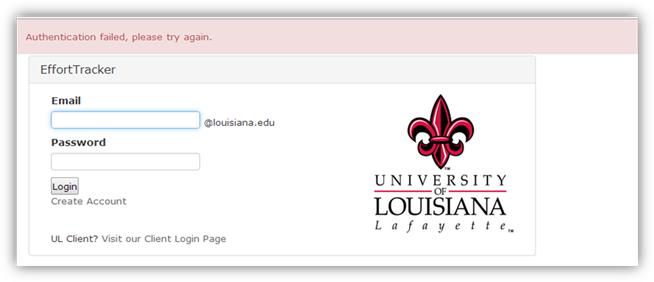 Authentication failed, please try again.
EffortTracker
Email
@louisiana.edu
Password
Login
Create Account
UL Client? Visit our Client Login Page
UNIVERSITY
OF
LOUISIANA
Lafayette™